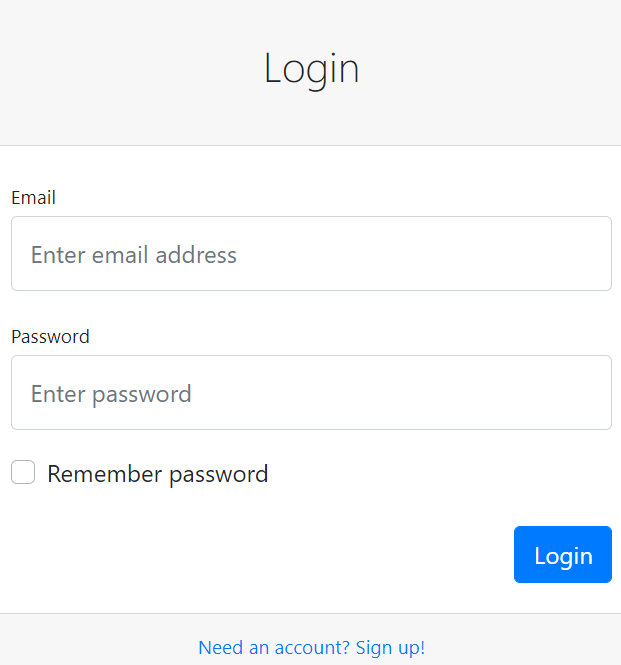 Login
Email
Enter email address
Password
Enter password
Remember password
Login
Need an account? Sign up!